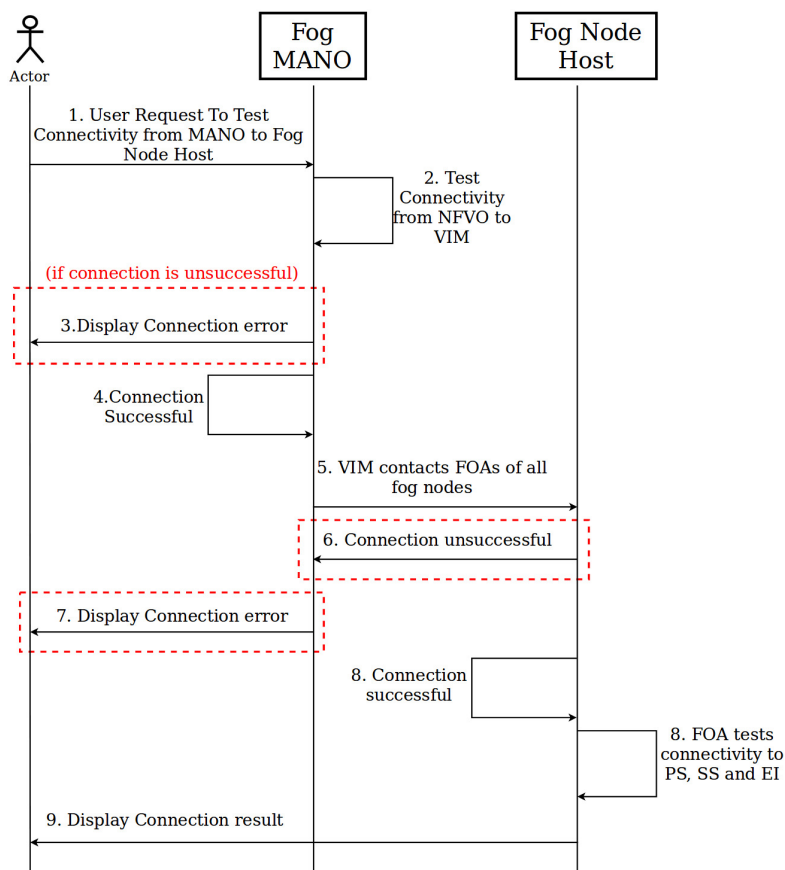 Fog
MANO
Fog Node
Host
Actor
1. User Request To Test
Connectivity from MANO to Fog
Node Host
2. Test
Connectivity
from NFVO to
VIM
(if connection is unsuccessful)
3.Display Connection error
4.Connection
Successful
5. VIM contacts FOAs of all
fog nodes
6. Connection unsuccessful
7. Display Connection error
8. Connection
successful
8. FOA tests
connectivity to
PS, SS and EI
9. Display Connection result